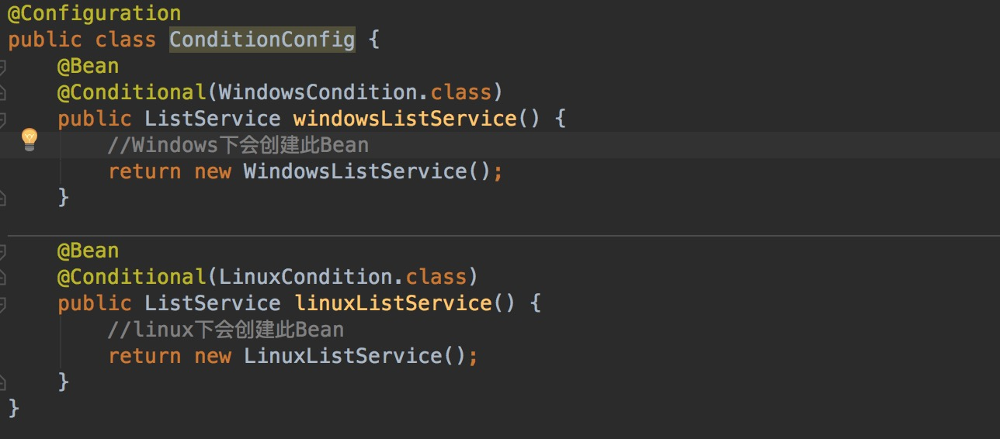 @Configuration
public class ConditionConfig {
    @Bean
    @Conditional(WindowsCondition.class)
    public ListService windowsListService() {
        //Windows下会创建此Bean
        return new WindowsListService();
    }
    @Bean
    @Conditional(LinuxCondition.class)
    public ListService linuxListService() {
        //linux下会创建此Bean
        return new LinuxListService();
    }
}